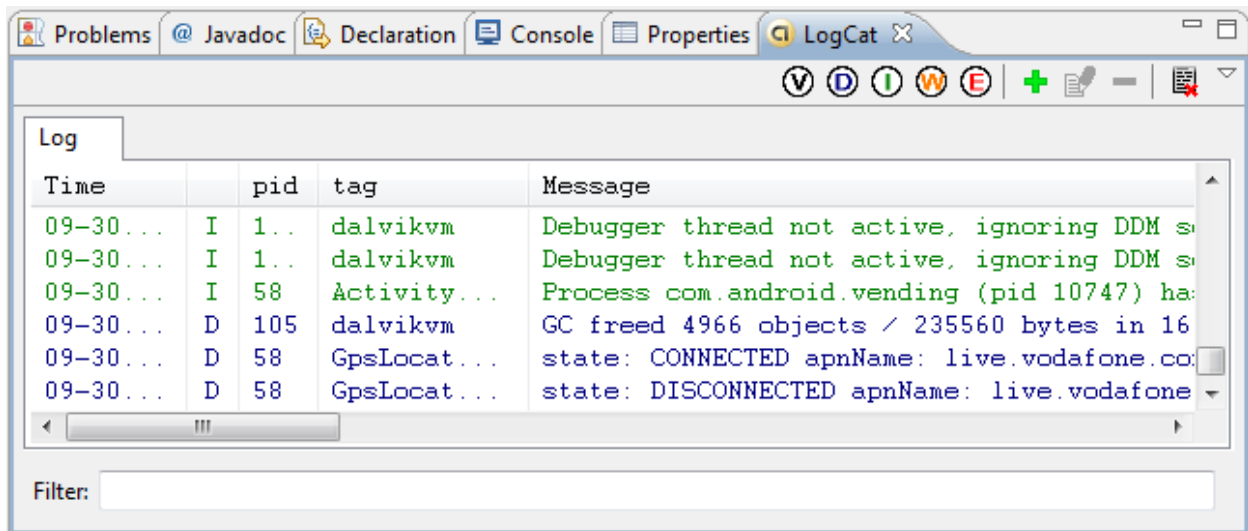 Problems @ Javadoc Declaration Console Properties LogCat
V D I W E
Log
Time pid tag Message
09-30... I 1.. dalvikvm Debugger thread not active, ignoring DDM
09-30... I 1.. dalvikvm Debugger thread not active, ignoring DDM
09-30... I 58 Activity... Process com.android.vending (pid 10747)
09-30... D 105 dalvikvm GC freed 4966 objects / 235560 bytes in 16
09-30... D 58 GpsLocat... state: CONNECTED apnName: live.vodafone.co
09-30... D 58 GpsLocat... state: DISCONNECTED apnName: live.vodafone
Filter: